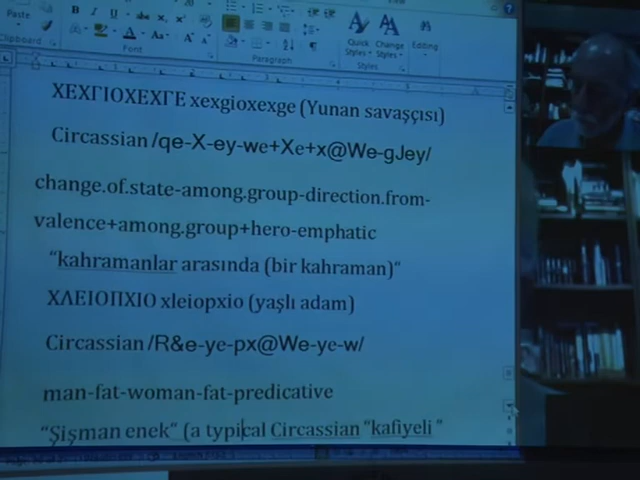 Paste
Clipboard
Font
Paragraph
Quick Styles
Change Styles
Editing
Styles
ΧΕΧΓΙΟΧΕΧΓΕ xexgioxexge (Yunan savaşçısı)
Circassian /qe-X-ey-we+Xe+x@We-gJey/
change.of.state-among.group-direction.from-
valence+among.group+hero-emphatic
"kahramanlar arasında (bir kahraman)"
ΧΛΕΙΟΠΧΙΟ xleiopxio (yaşlı adam)
Circassian /R&e-ye-px@We-ye-w/
man-fat-woman-fat-predicative
"Şişman enek" (a typical Circassian "kafiyeli "